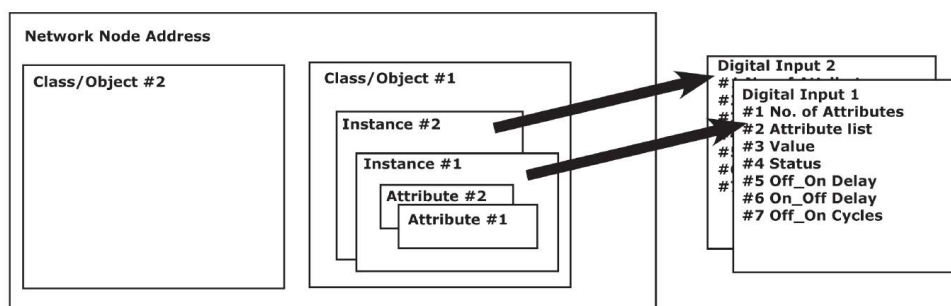 Network Node Address
Class/Object #2
Class/Object #1
Instance #2
Instance #1
Attribute #2
Attribute #1
Digital Input 2
Digital Input 1
#1 No. of Attributes
#2 Attribute list
#3 Value
#4 Status
#5 Off_On Delay
#6 On_Off Delay
#7 Off_On Cycles